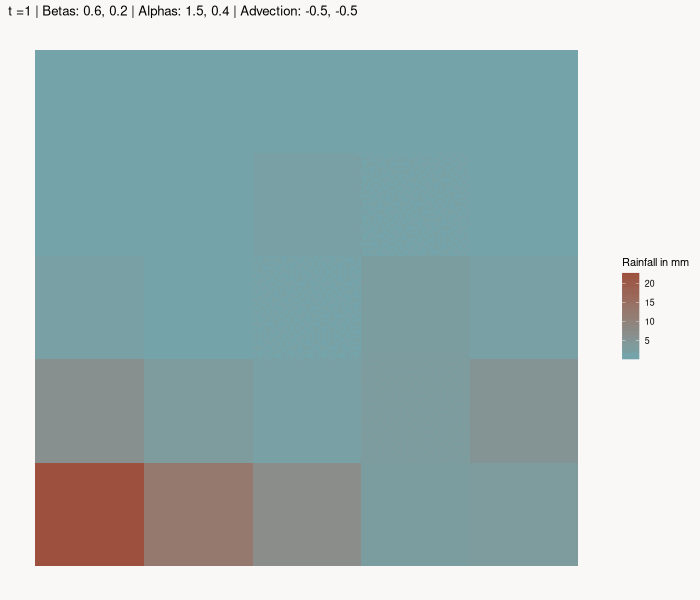 t =1 | Betas: 0.6, 0.2 | Alphas: 1.5, 0.4 | Advection: -0.5, -0.5
Rainfall in mm
20
15
10
5